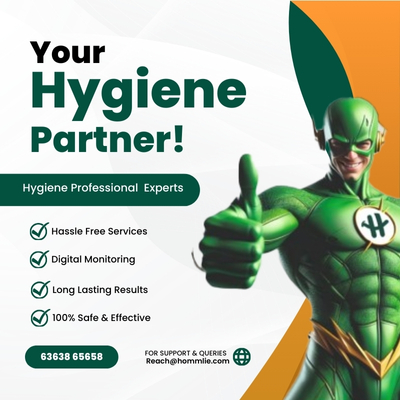 Your
Hygiene
Partner!
Hygiene Professional Experts
Hassle Free Services
Digital Monitoring
Long Lasting Results
100% Safe & Effective
63638 65658
FOR SUPPORT & QUERIES
Reach@hommlie.com
H